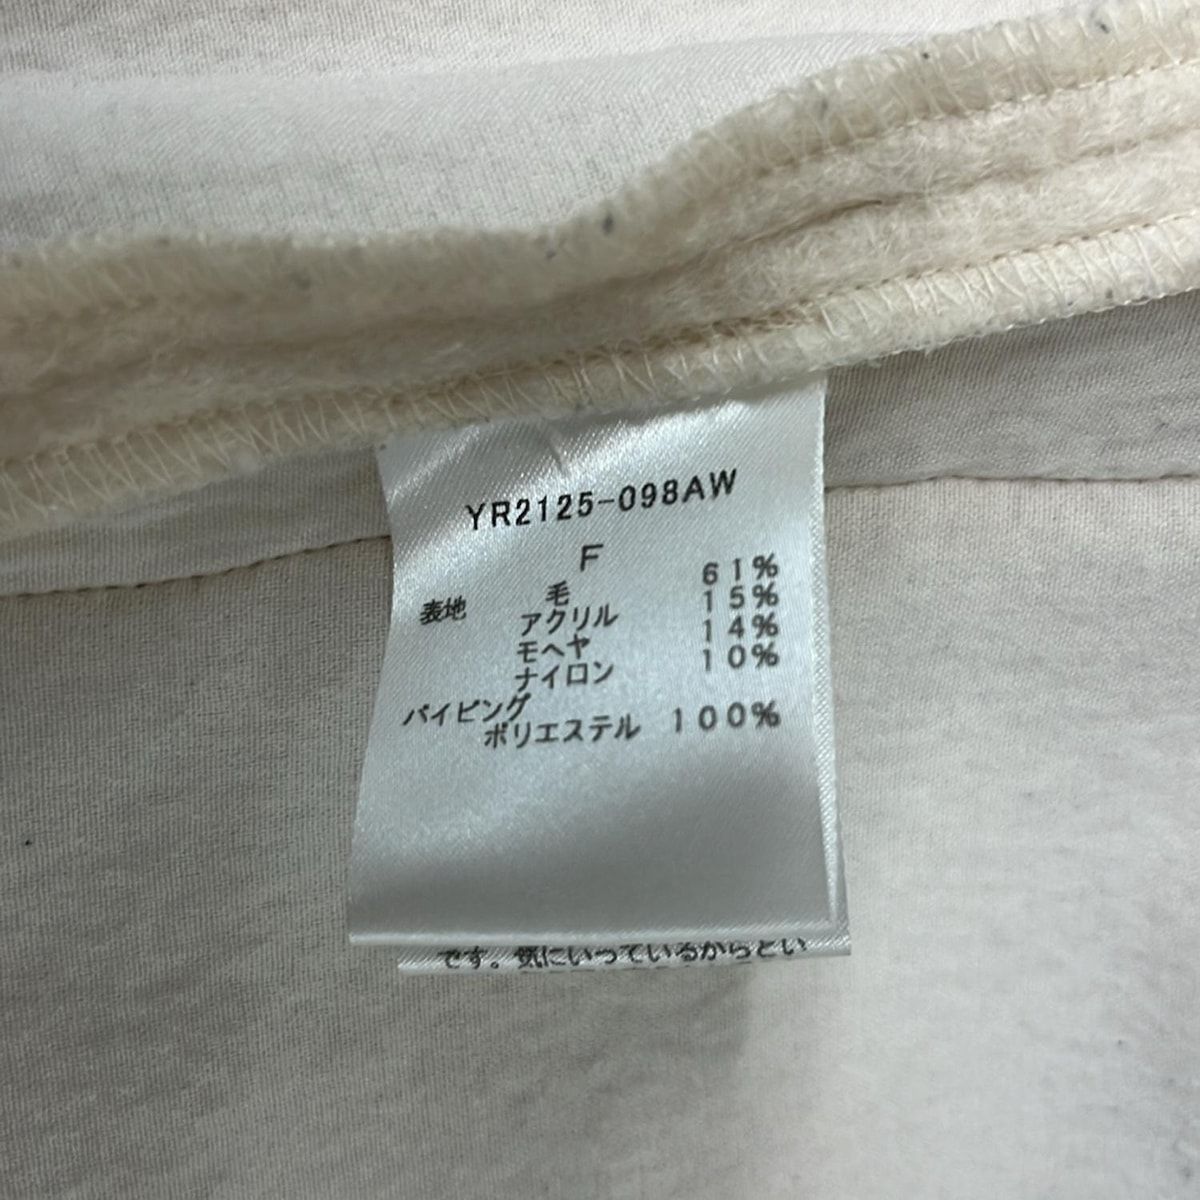 YR2125-098AW
F
表地 毛 61%
アクリル 15%
モヘヤ 14%
ナイロン 10%
パイピング
ポリエステル 100%
です。気にいっているからとい